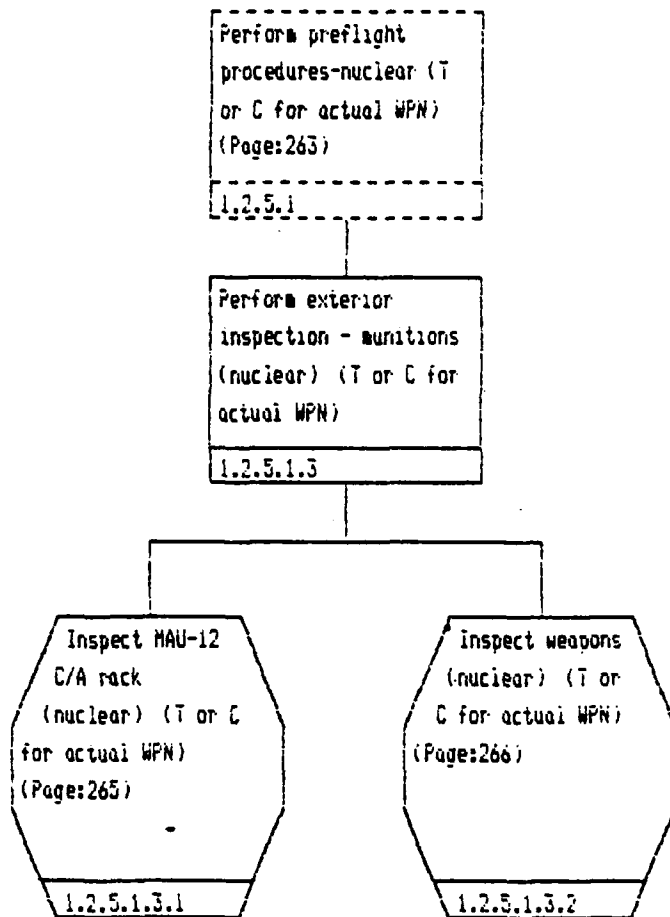 Perform preflight
procedures-nuclear (T
or C for actual WPN)
(Page:263)
1.2.5.1
Perform exterior
inspection - munitions
(nuclear) (T or C for
actual WPN)
1.2.5.1.3
Inspect MAU-12
C/A rack
(nuclear) (T or C
for actual WPN)
(Page:265)
1.2.5.1.3.1
Inspect weapons
(nuclear) (T or
C for actual WPN)
(Page:266)
1.2.5.1.3.2